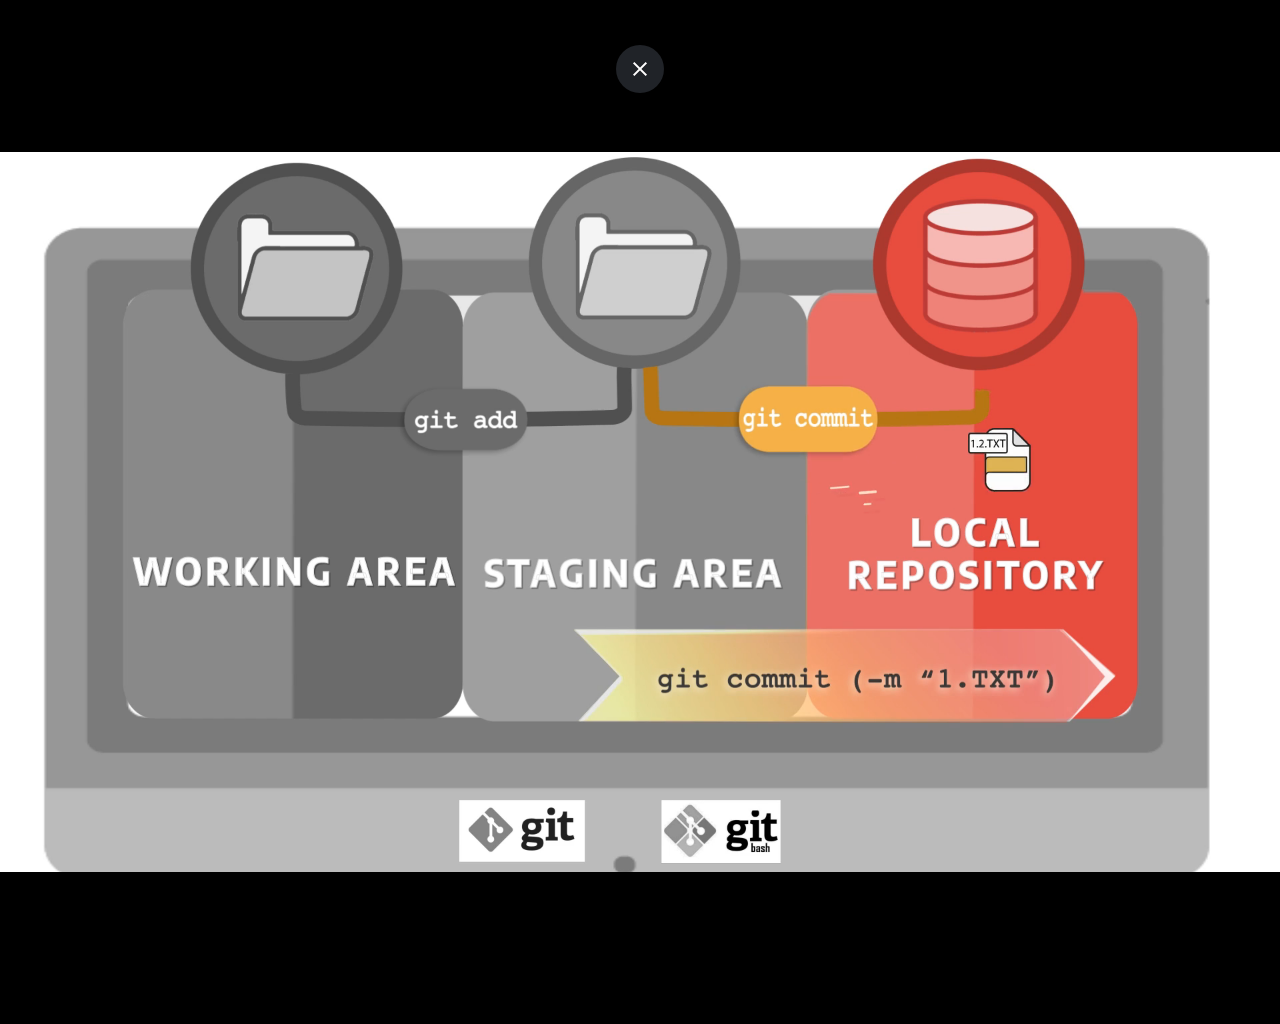 git add
git commit
1.2.TXT
WORKING AREA
STAGING AREA
LOCAL
REPOSITORY
git commit (-m “1.TXT”)
git
git
bash